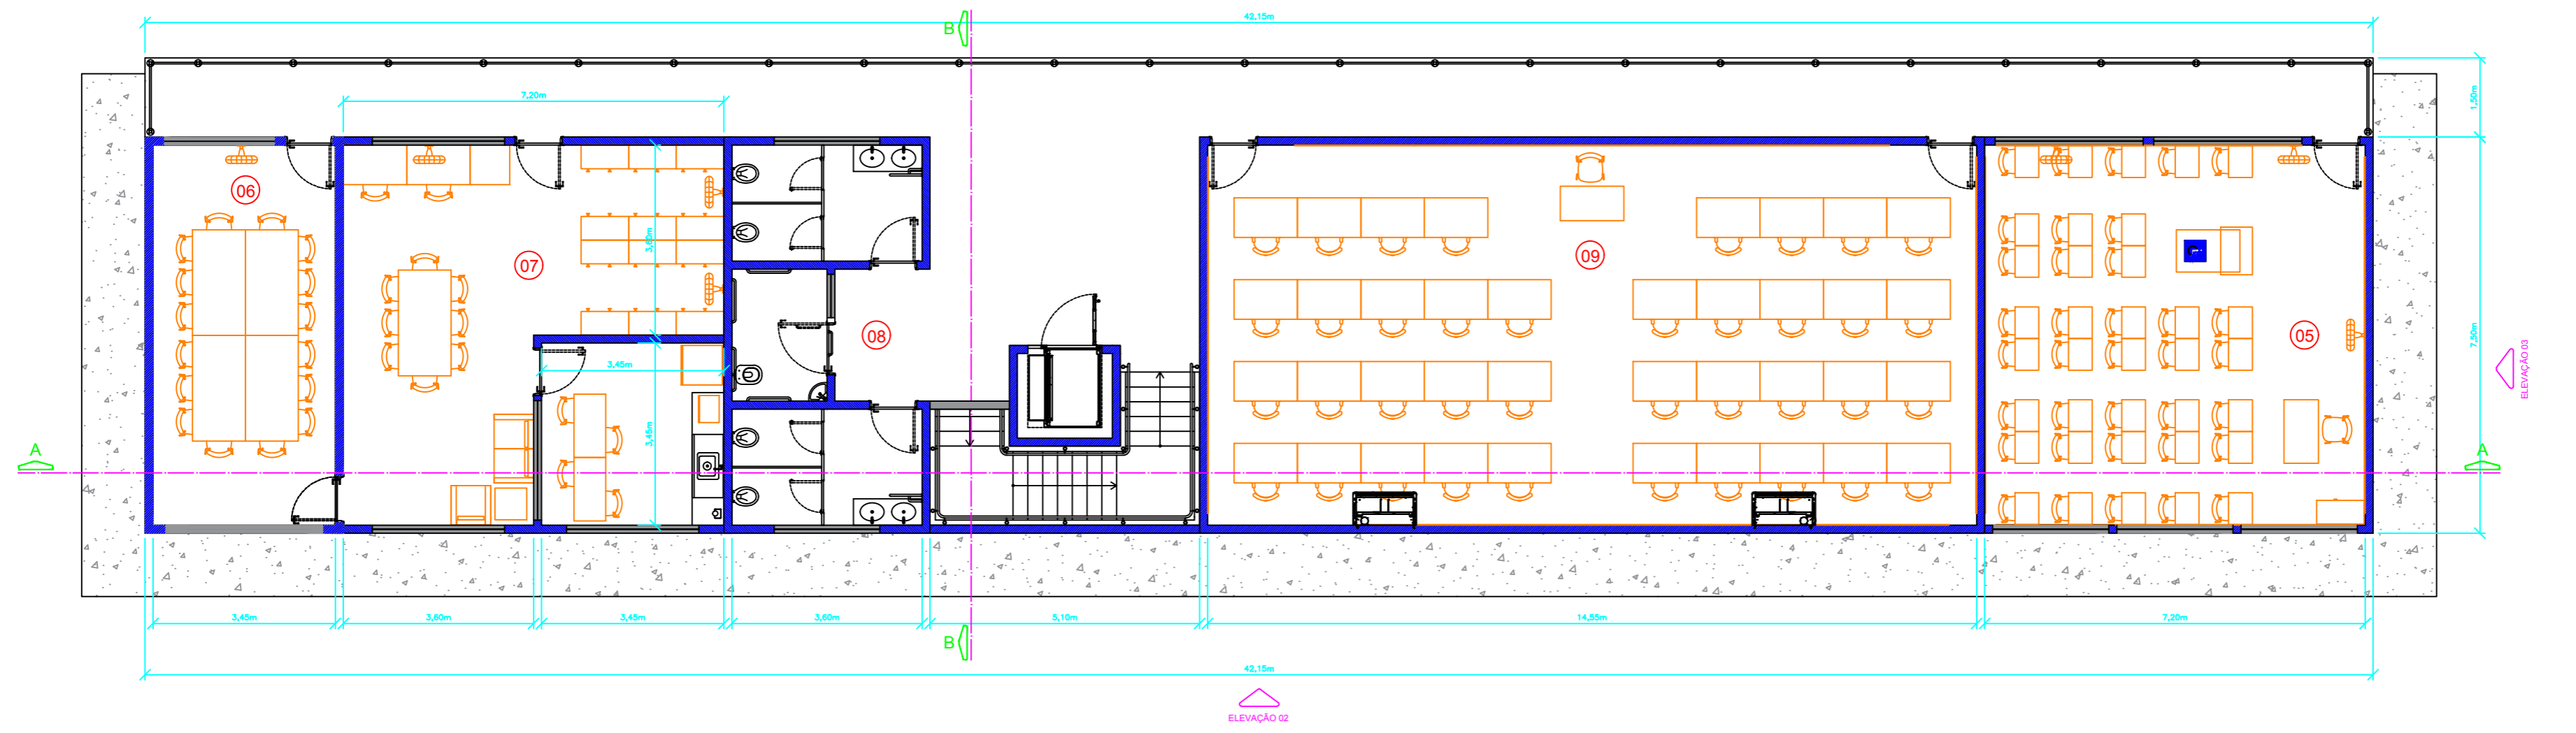 42,15m
B
7,20m
1,50m
06
07
3,60m
09
08
05
3,45m
3,45m
7,50m
ELEVAÇÃO 03
A
A
3,45m
3,60m
3,45m
3,60m
5,10m
14,55m
7,20m
B
42,15m
ELEVAÇÃO 02